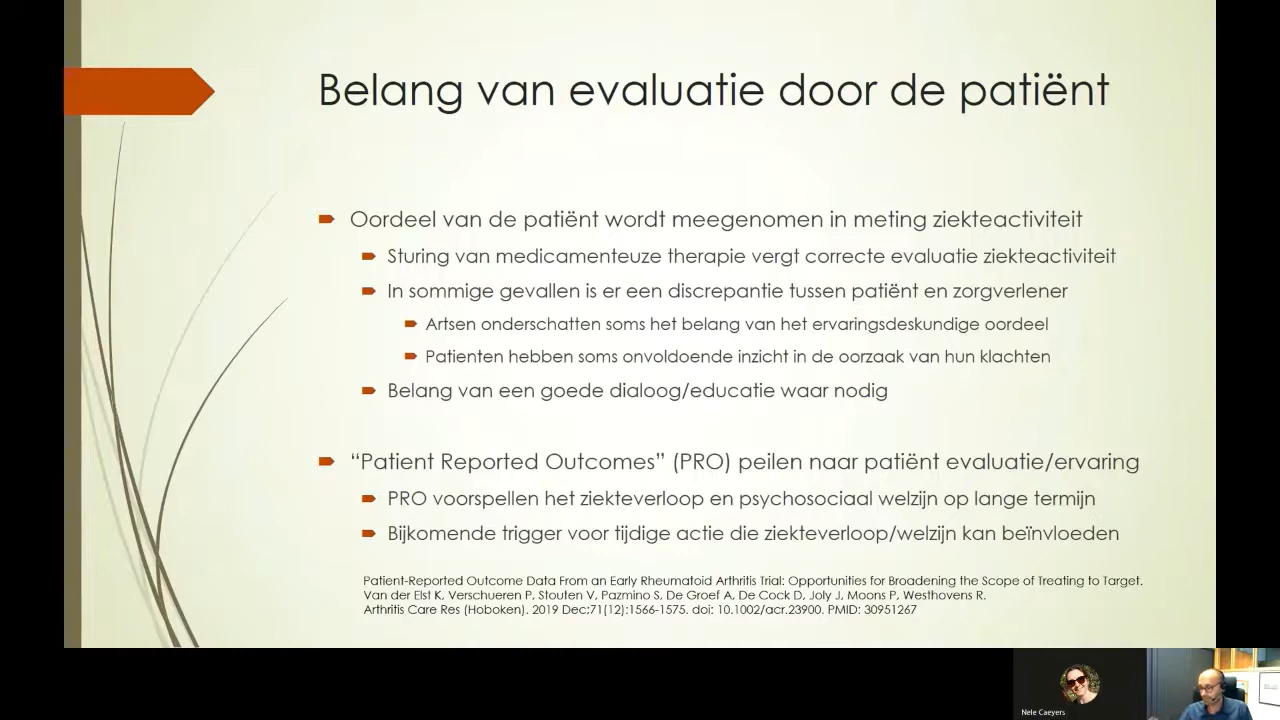 Belang van evaluatie door de patiënt
Oordeel van de patiënt wordt meegenomen in meting ziekteactiviteit
Sturing van medicamenteuze therapie vergt correcte evaluatie ziekteactiviteit
In sommige gevallen is er een discrepantie tussen patiënt en zorgverlener
Artsen onderschatten soms het belang van het ervaringsdeskundige oordeel
Patienten hebben soms onvoldoende inzicht in de oorzaak van hun klachten
Belang van een goede dialoog/educatie waar nodig
“Patient Reported Outcomes” (PRO) peilen naar patiënt evaluatie/ervaring
PRO voorspellen het ziekteverloop en psychosociaal welzijn op lange termijn
Bijkomende trigger voor tijdige actie die ziekteverloop/welzijn kan beïnvloeden
Patient-Reported Outcome Data From an Early Rheumatoid Arthritis Trial: Opportunities for Broadening the Scope of Treating to Target.
Van der Elst K, Verschueren P, Stouten V, Pazmino S, De Groef A, De Cock D, Joly J, Moons P, Westhovens R.
Arthritis Care Res (Hoboken). 2019 Dec;71(12):1566-1575. doi: 10.1002/acr.23900. PMID: 30951267
Nele Caeyers